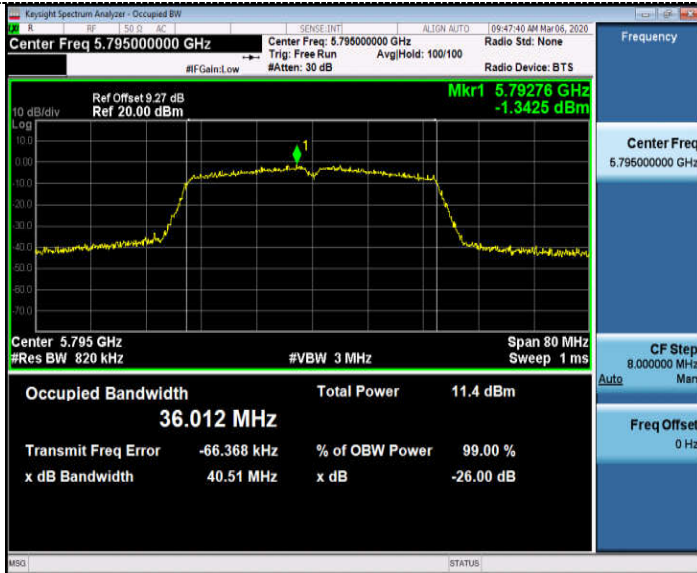 Keysight Spectrum Analyzer - Occupied BW
R RF 50 Ω AC SENSE:INT ALIGN AUTO 09:47:40 AM Mar 06, 2020
Center Freq 5.795000000 GHz Center Freq: 5.795000000 GHz Radio Std: None
Trig: Free Run Avg|Hold: 100/100
#IFGain:Low #Atten: 30 dB Radio Device: BTS
Frequency
Ref Offset 9.27 dB Mkr1 5.79276 GHz
10 dB/div Ref 20.00 dBm -1.3425 dBm
Log
10.0
0.00
-10.0
-20.0
-30.0
-40.0
-50.0
-60.0
-70.0
1
Center 5.795 GHz Span 80 MHz
#Res BW 820 kHz #VBW 3 MHz Sweep 1 ms
Occupied Bandwidth Total Power 11.4 dBm
36.012 MHz
Transmit Freq Error -66.368 kHz % of OBW Power 99.00 %
x dB Bandwidth 40.51 MHz x dB -26.00 dB
Center Freq
5.795000000 GHz
CF Step
8.000000 MHz
Auto Man
Freq Offset
0 Hz
MSG STATUS